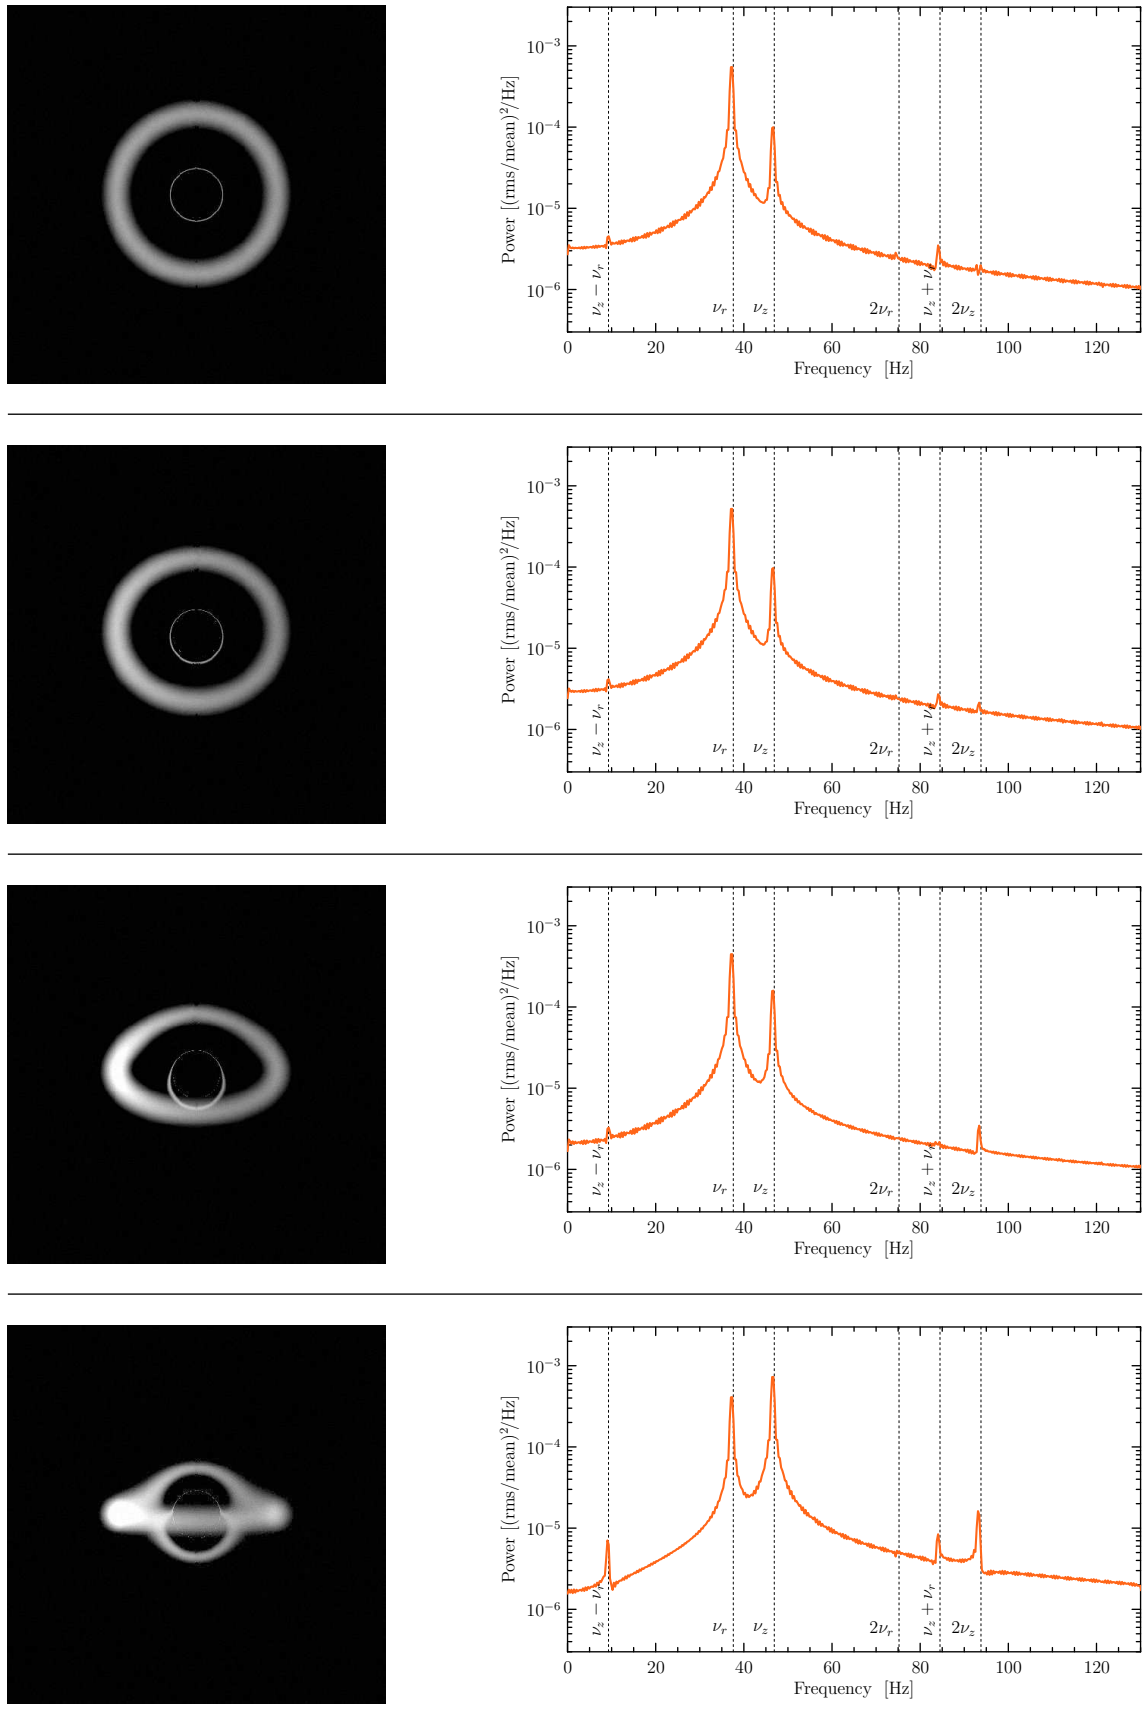 10⁻³
10⁻⁴
10⁻⁵
10⁻⁶
Power [(rms/mean)²/Hz]
ν_z − ν_r
ν_r
ν_z
2ν_r
ν_z + ν_r
2ν_z
0 20 40 60 80 100 120
Frequency [Hz]
10⁻³
10⁻⁴
10⁻⁵
10⁻⁶
Power [(rms/mean)²/Hz]
ν_z − ν_r
ν_r
ν_z
2ν_r
ν_z + ν_r
2ν_z
0 20 40 60 80 100 120
Frequency [Hz]
10⁻³
10⁻⁴
10⁻⁵
10⁻⁶
Power [(rms/mean)²/Hz]
ν_z − ν_r
ν_r
ν_z
2ν_r
ν_z + ν_r
2ν_z
0 20 40 60 80 100 120
Frequency [Hz]
10⁻³
10⁻⁴
10⁻⁵
10⁻⁶
Power [(rms/mean)²/Hz]
ν_z − ν_r
ν_r
ν_z
2ν_r
ν_z + ν_r
2ν_z
0 20 40 60 80 100 120
Frequency [Hz]